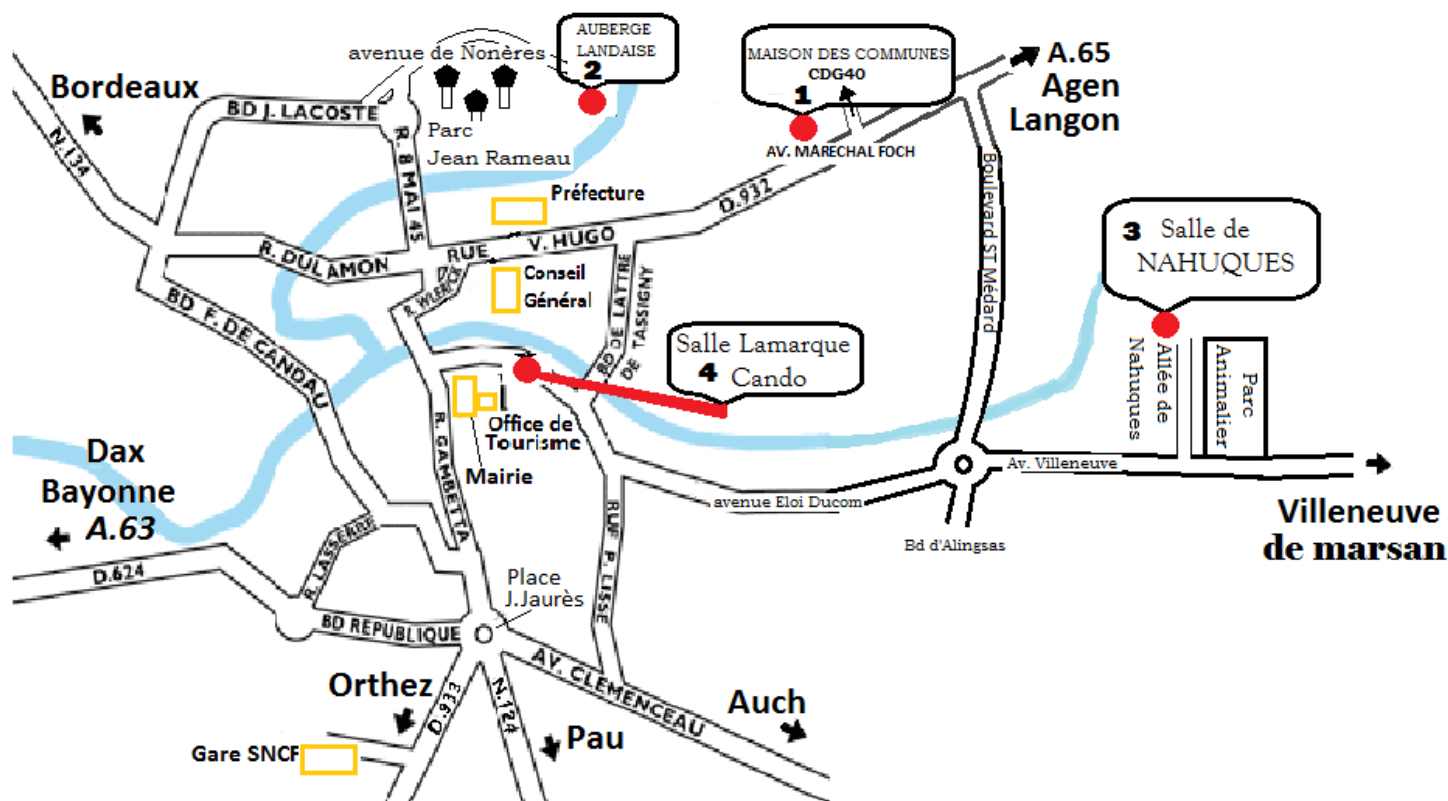 AUBERGE
LANDAISE
2
avenue de Nonères
MAISON DES COMMUNES
CDG40
1
A.65
Agen
Langon
Bordeaux
BD J. LACOSTE
Parc
Jean Rameau
AV. MARECHAL FOCH
N.134
R. 8 MAI 45
Préfecture
D.932
Boulevard ST Médard
3 Salle de
NAHUQUES
R. DULAMON
RUE V. HUGO
R. WLERICK
Conseil
Général
BD DE LATTRE
DE TASSIGNY
BD F. DE CANDAU
Salle Lamarque
4 Cando
Allée de
Nahuques
Parc
Animalier
Office de
Tourisme
Mairie
R. GAMBETTA
Dax
Bayonne
A.63
Av. Villeneuve
avenue Eloi Ducom
Villeneuve
de marsan
Bd d'Alingsas
R. LASSERRE
RUE P. LISSE
D.624
Place
J.Jaurès
BD REPUBLIQUE
AV. CLEMENCEAU
Orthez
D.933
N.124
Auch
Pau
Gare SNCF